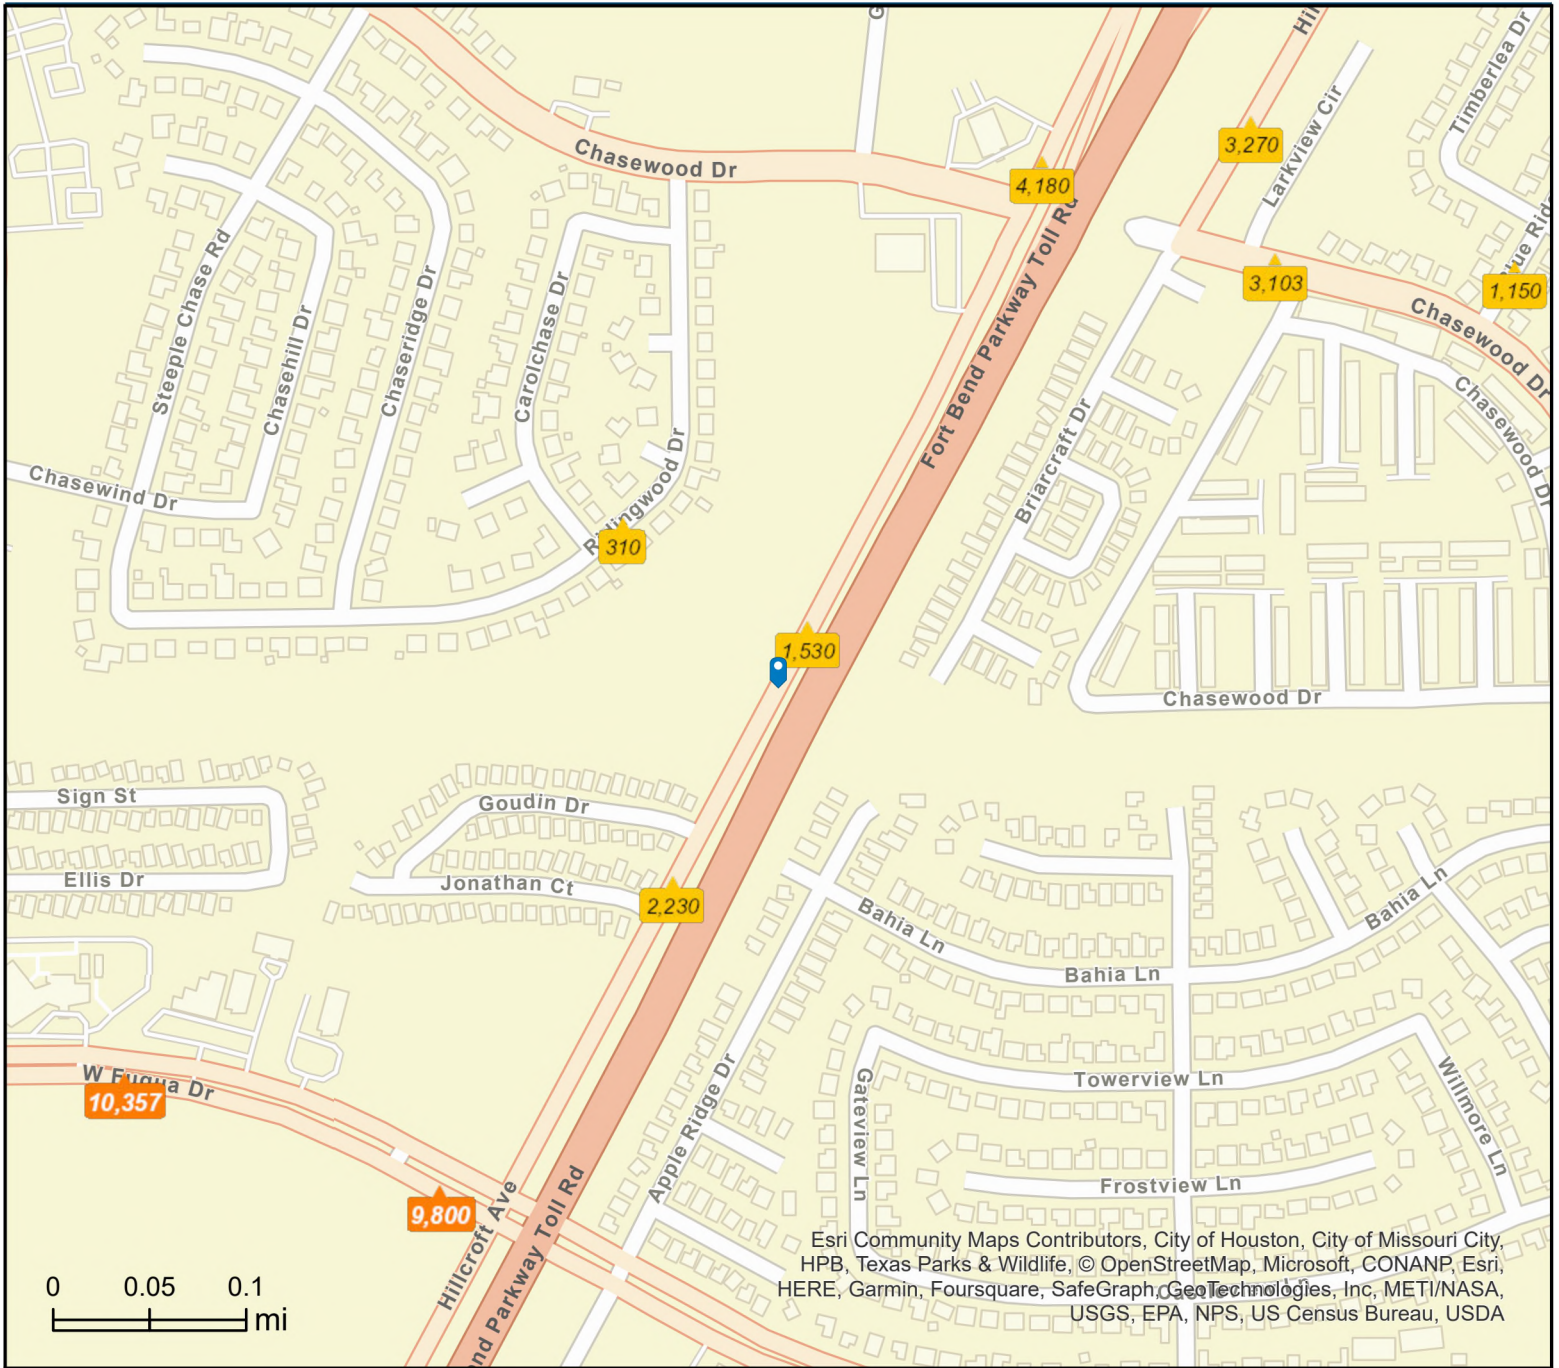 Hil
Timberlea Dr
G
Chasewood Dr
3,270
Larkview Cir
4,180
Steeple Chase Rd
3,103
1,150
Chasehill Dr
Chaseridge Dr
Carolchase Dr
Fort Bend Parkway Toll Rd
Chasewood Dr
Chasewood Dr
Briarcraft Dr
Chasewind Dr
Ridingwood Dr
310
1,530
Chasewood Dr
Sign St
Goudin Dr
Ellis Dr
Jonathan Ct
2,230
Bahia Ln
Bahia Ln
Bahia Ln
W Fuqua Dr
10,357
Apple Ridge Dr
Gateview Ln
Towerview Ln
Willmore Ln
Frostview Ln
9,800
Hillcroft Ave
end Parkway Toll Rd
0 0.05 0.1
mi
Esri Community Maps Contributors, City of Houston, City of Missouri City,
HPB, Texas Parks & Wildlife, © OpenStreetMap, Microsoft, CONANP, Esri,
HERE, Garmin, Foursquare, SafeGraph, GeoTechnologies, Inc, METI/NASA,
USGS, EPA, NPS, US Census Bureau, USDA